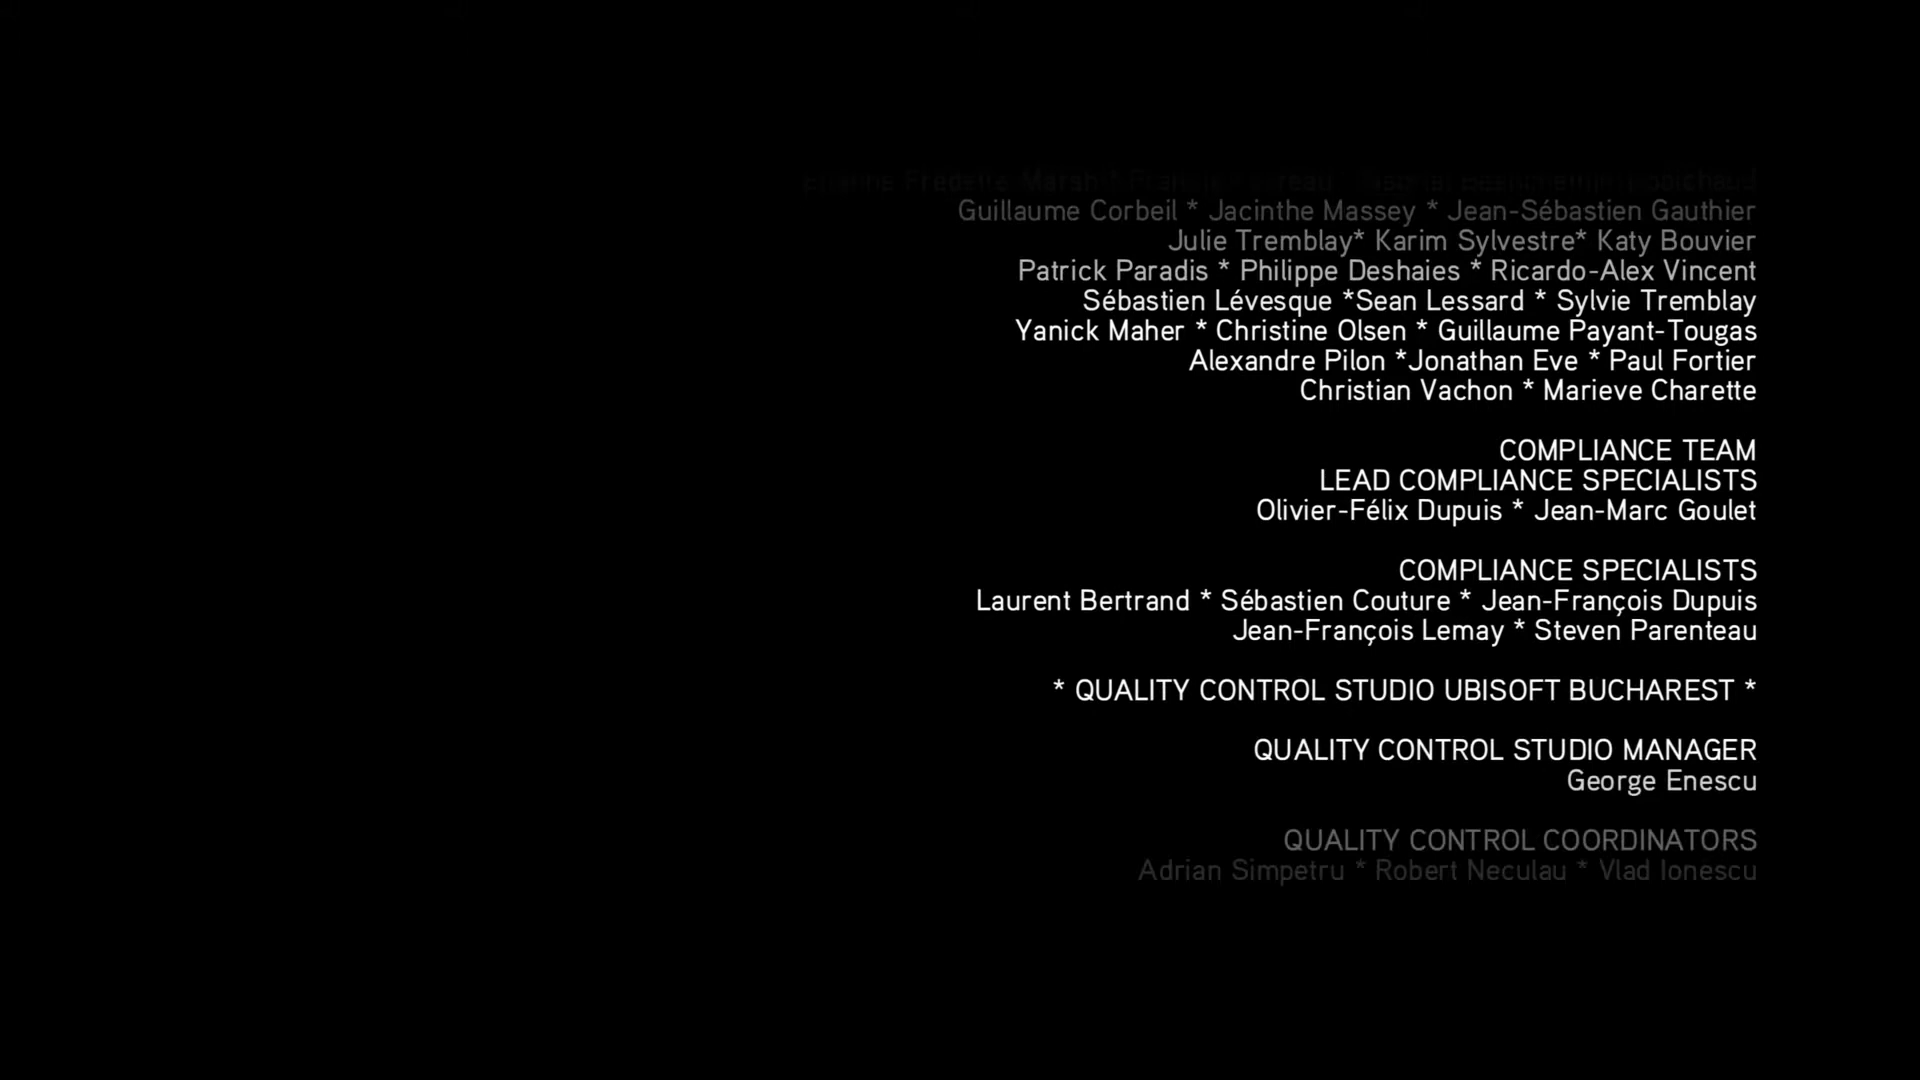 Guillaume Corbeil * Jacinthe Massey * Jean-Sébastien Gauthier
Julie Tremblay* Karim Sylvestre* Katy Bouvier
Patrick Paradis * Philippe Deshaies * Ricardo-Alex Vincent
Sébastien Lévesque *Sean Lessard * Sylvie Tremblay
Yanick Maher * Christine Olsen * Guillaume Payant-Tougas
Alexandre Pilon *Jonathan Eve * Paul Fortier
Christian Vachon * Marieve Charette
COMPLIANCE TEAM
LEAD COMPLIANCE SPECIALISTS
Olivier-Félix Dupuis * Jean-Marc Goulet
COMPLIANCE SPECIALISTS
Laurent Bertrand * Sébastien Couture * Jean-François Dupuis
Jean-François Lemay * Steven Parenteau
* QUALITY CONTROL STUDIO UBISOFT BUCHAREST *
QUALITY CONTROL STUDIO MANAGER
George Enescu
QUALITY CONTROL COORDINATORS
Adrian Simpetru * Robert Neculau * Vlad Ionescu